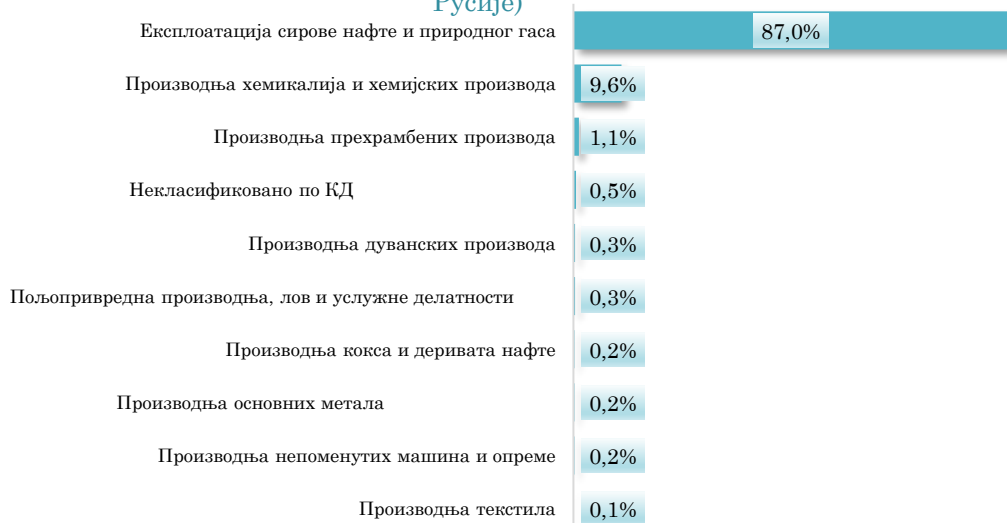 Русије)
Експлоатација сирове нафте и природног гаса 87,0%
Производња хемикалија и хемијских производа 9,6%
Производња прехрамбених производа 1,1%
Некласификовано по КД 0,5%
Производња дуванских производа 0,3%
Пољопривредна производња, лов и услужне делатности 0,3%
Производња кокса и деривата нафте 0,2%
Производња основних метала 0,2%
Производња непоменутих машина и опреме 0,2%
Производња текстила 0,1%